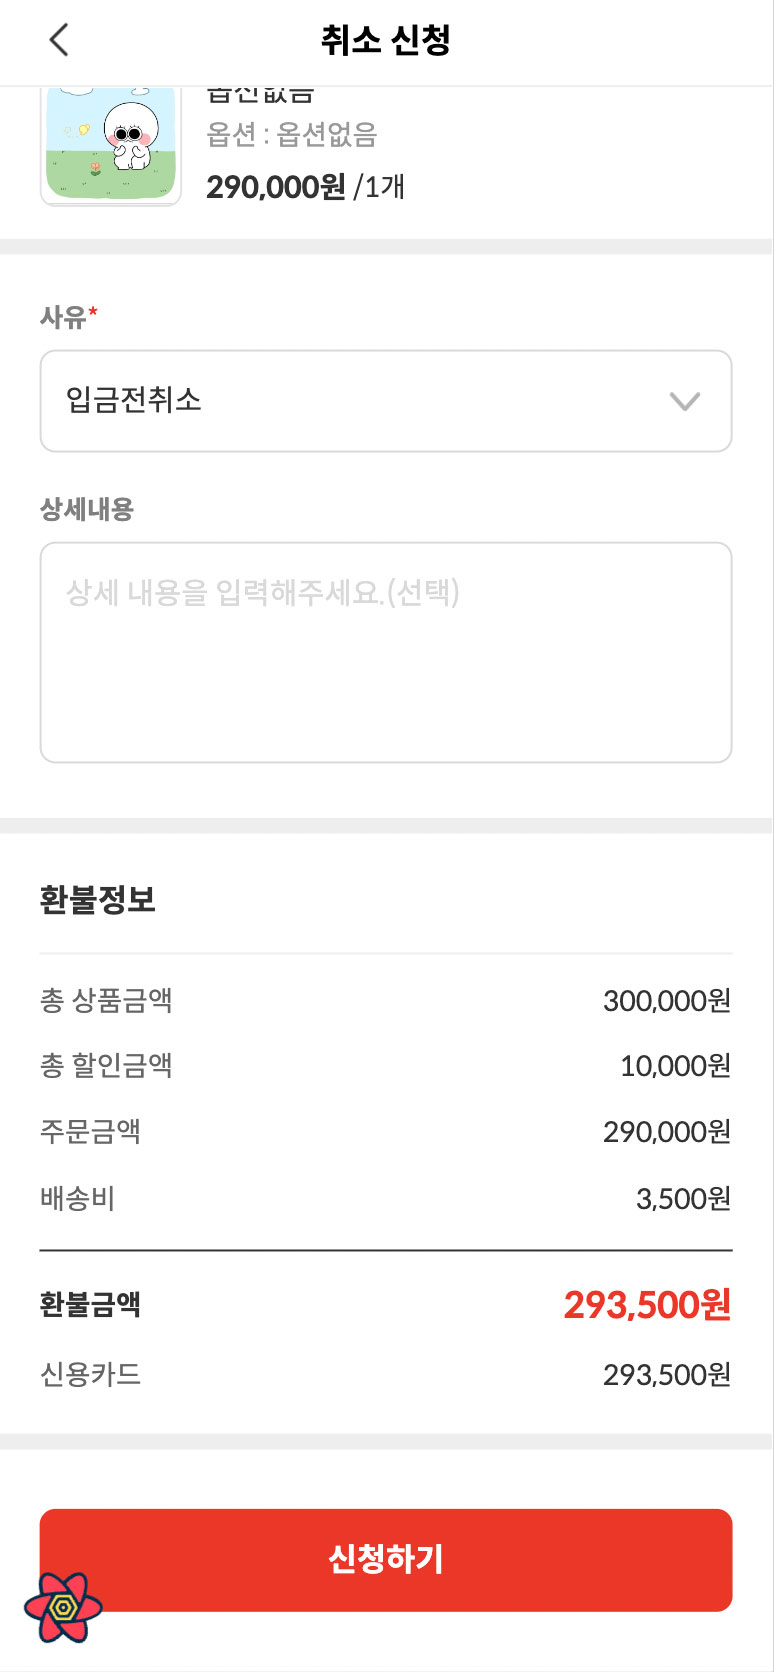 취소 신청
옵션없음
옵션 : 옵션없음
290,000원 /1개
사유*
입금전취소
상세내용
상세 내용을 입력해주세요.(선택)
환불정보
총 상품금액 300,000원
총 할인금액 10,000원
주문금액 290,000원
배송비 3,500원
환불금액 293,500원
신용카드 293,500원
신청하기